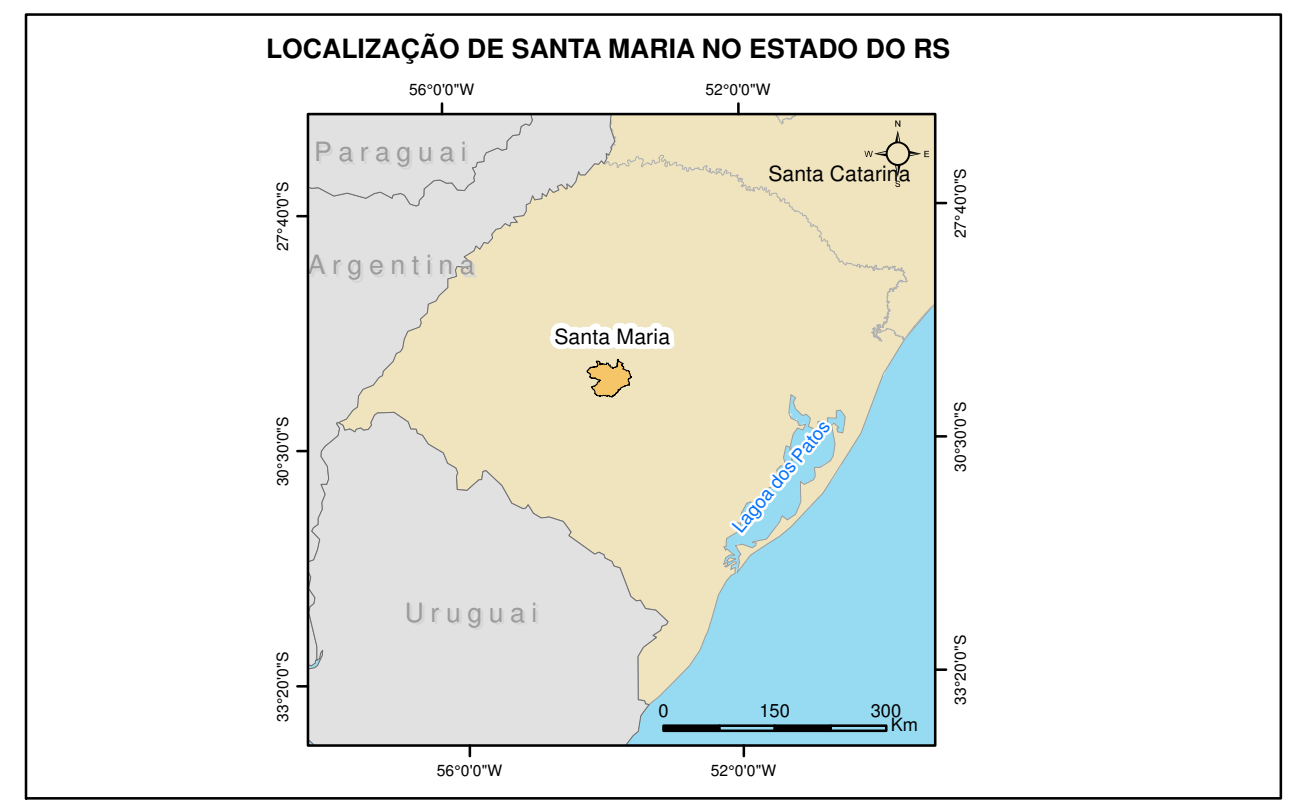 LOCALIZAÇÃO DE SANTA MARIA NO ESTADO DO RS
56°0'0"W
52°0'0"W
N
Paraguai
W
E
Santa Catarina
S
27°40'0"S
27°40'0"S
Argentina
Santa Maria
30°30'0"S
30°30'0"S
Lagoa dos Patos
Uruguai
33°20'0"S
33°20'0"S
0 150 300
Km
56°0'0"W
52°0'0"W